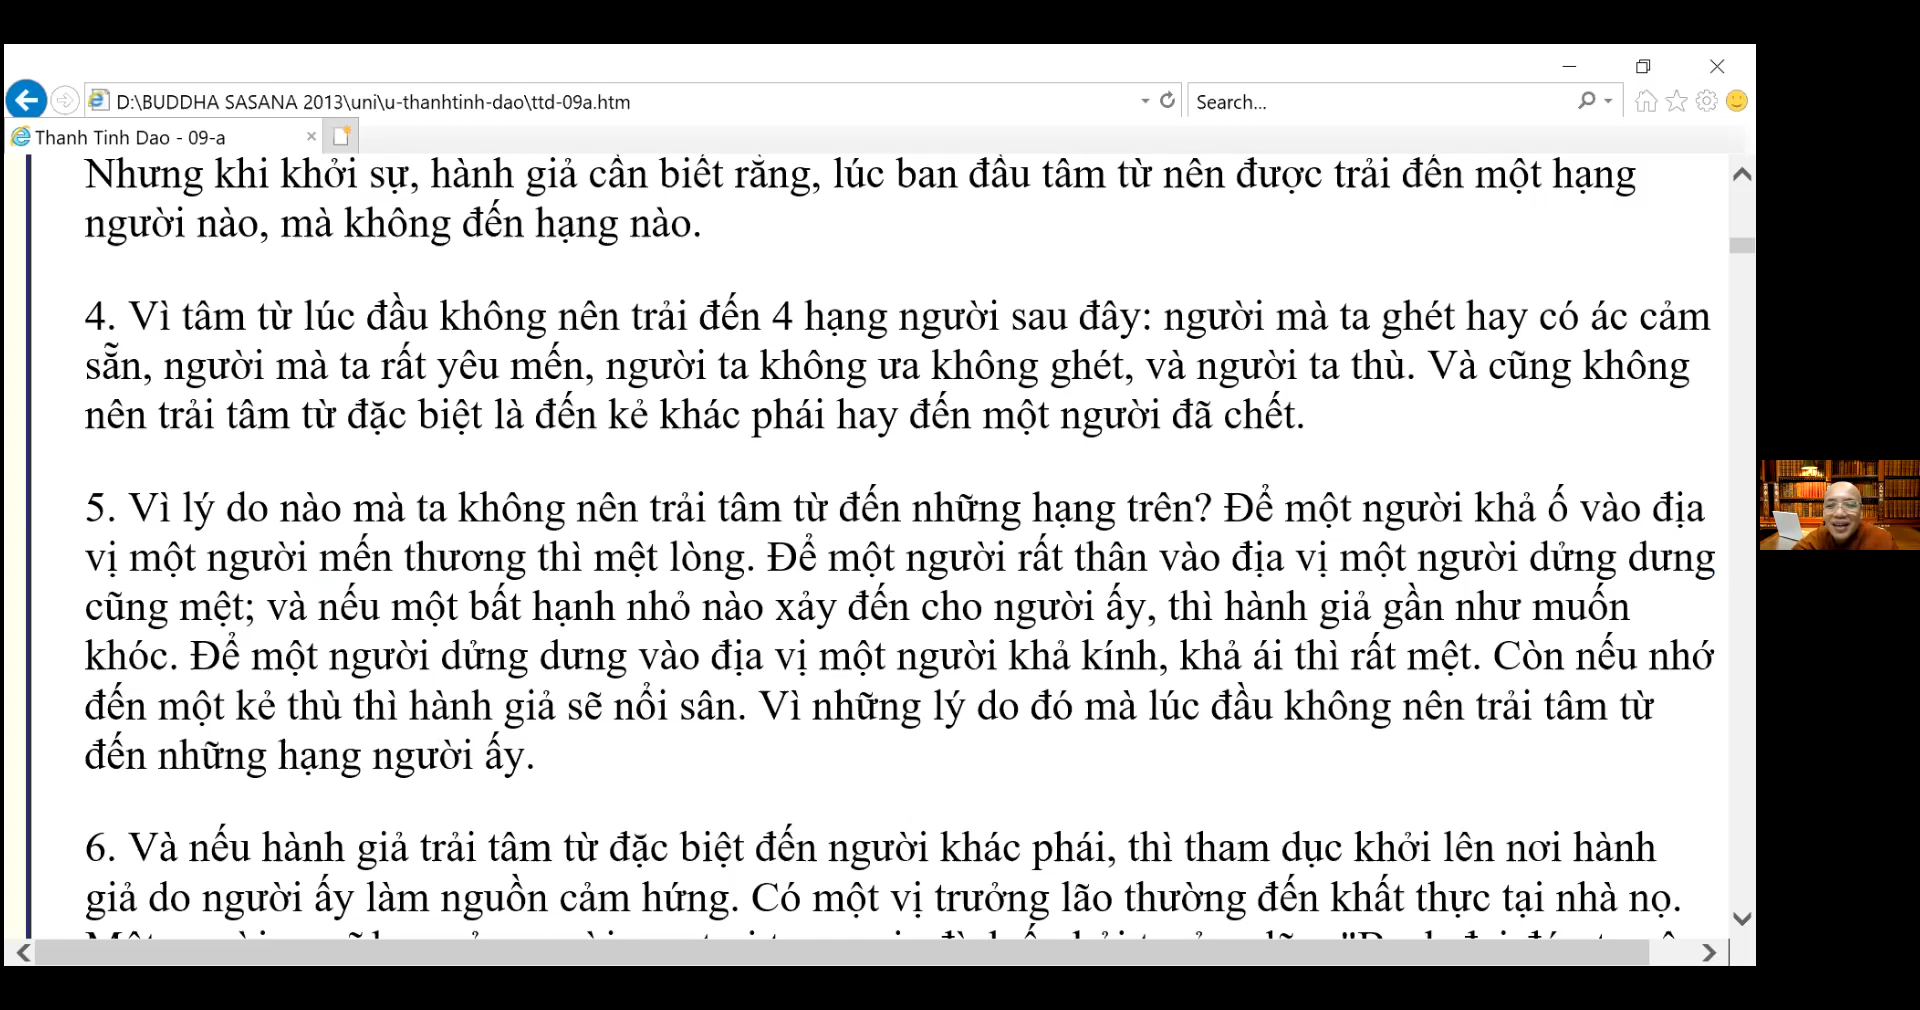 D:\BUDDHA SASANA 2013\uni\u-thanhtinh-dao\ttd-09a.htm
Search...
Thanh Tinh Dao - 09-a
Nhưng khi khởi sự, hành giả cần biết rằng, lúc ban đầu tâm từ nên được trải đến một hạng
người nào, mà không đến hạng nào.
4. Vì tâm từ lúc đầu không nên trải đến 4 hạng người sau đây: người mà ta ghét hay có ác cảm
sẵn, người mà ta rất yêu mến, người ta không ưa không ghét, và người ta thù. Và cũng không
nên trải tâm từ đặc biệt là đến kẻ khác phái hay đến một người đã chết.
5. Vì lý do nào mà ta không nên trải tâm từ đến những hạng trên? Để một người khả ố vào địa
vị một người mến thương thì mệt lòng. Để một người rất thân vào địa vị một người dửng dưng
cũng mệt; và nếu một bất hạnh nhỏ nào xảy đến cho người ấy, thì hành giả gần như muốn
khóc. Để một người dửng dưng vào địa vị một người khả kính, khả ái thì rất mệt. Còn nếu nhớ
đến một kẻ thù thì hành giả sẽ nổi sân. Vì những lý do đó mà lúc đầu không nên trải tâm từ
đến những hạng người ấy.
6. Và nếu hành giả trải tâm từ đặc biệt đến người khác phái, thì tham dục khởi lên nơi hành
giả do người ấy làm nguồn cảm hứng. Có một vị trưởng lão thường đến khất thực tại nhà nọ.